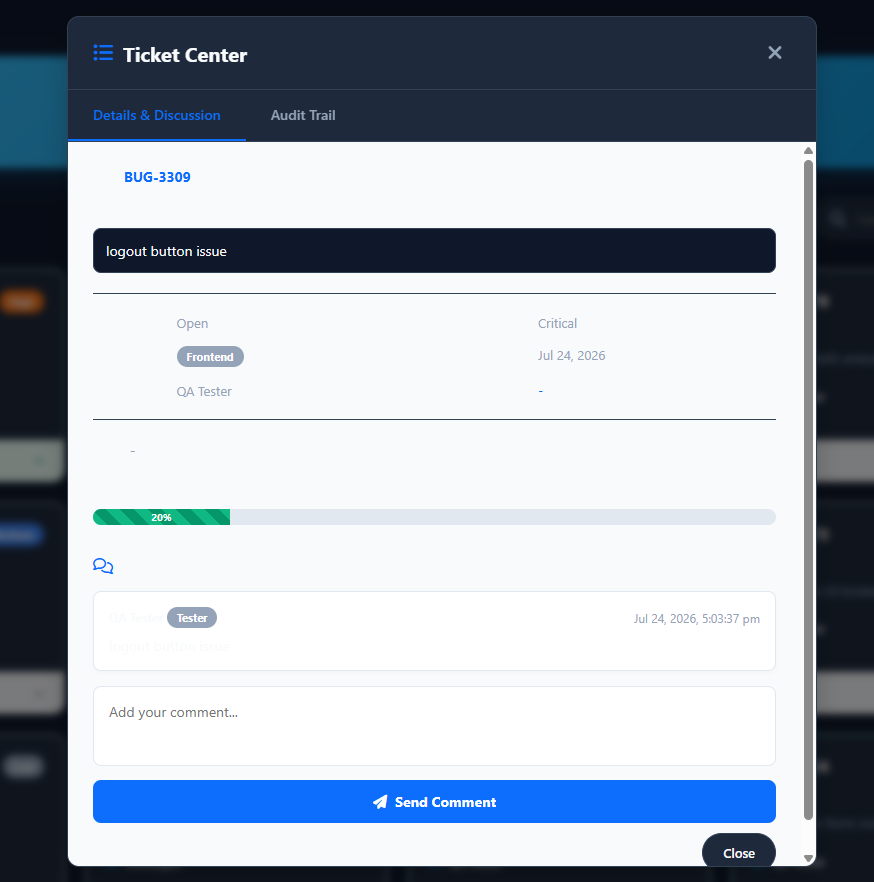 Ticket Center
Details & Discussion
Audit Trail
BUG-3309
logout button issue
Open
Critical
Frontend
Jul 24, 2026
QA Tester
-
-
20%
QA Tester Tester
Jul 24, 2026, 5:03:37 pm
logout button issue
Add your comment...
Send Comment
Close